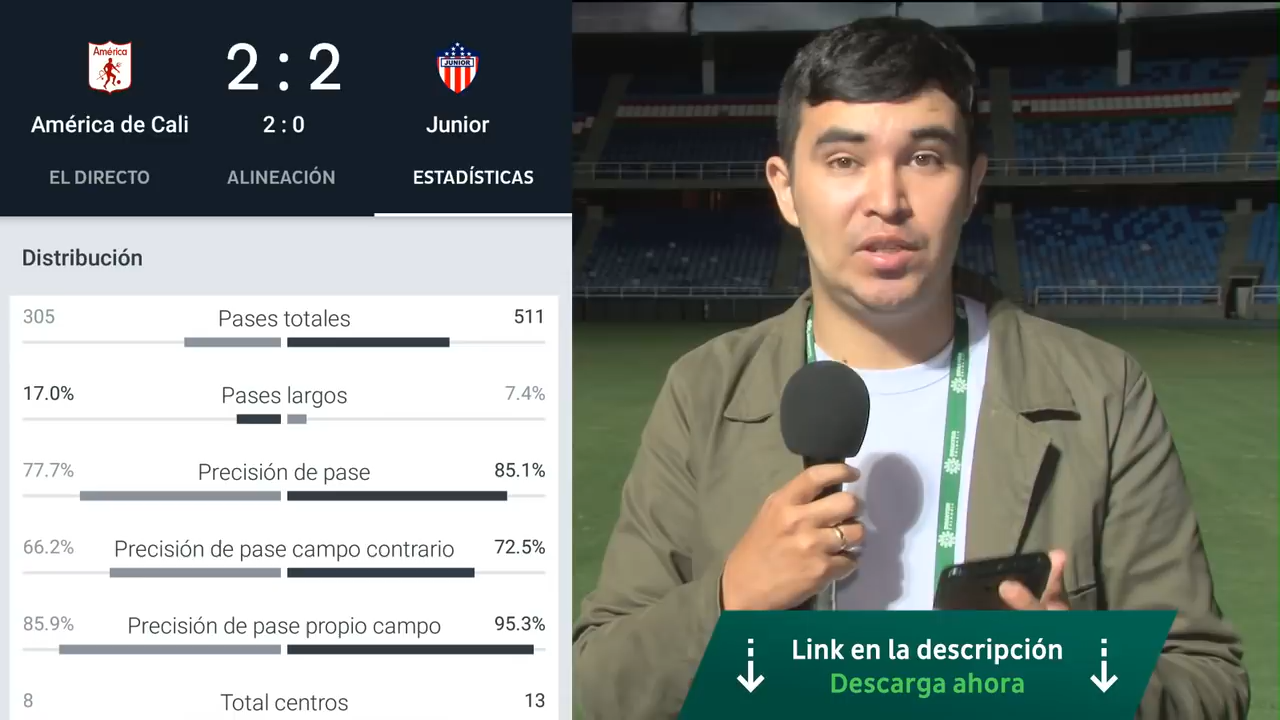 América
2 : 2
JUNIOR
América de Cali
2 : 0
Junior
EL DIRECTO
ALINEACIÓN
ESTADÍSTICAS
Distribución
305 Pases totales 511
17.0% Pases largos 7.4%
77.7% Precisión de pase 85.1%
66.2% Precisión de pase campo contrario 72.5%
85.9% Precisión de pase propio campo 95.3%
8 Total centros 13
Link en la descripción
Descarga ahora